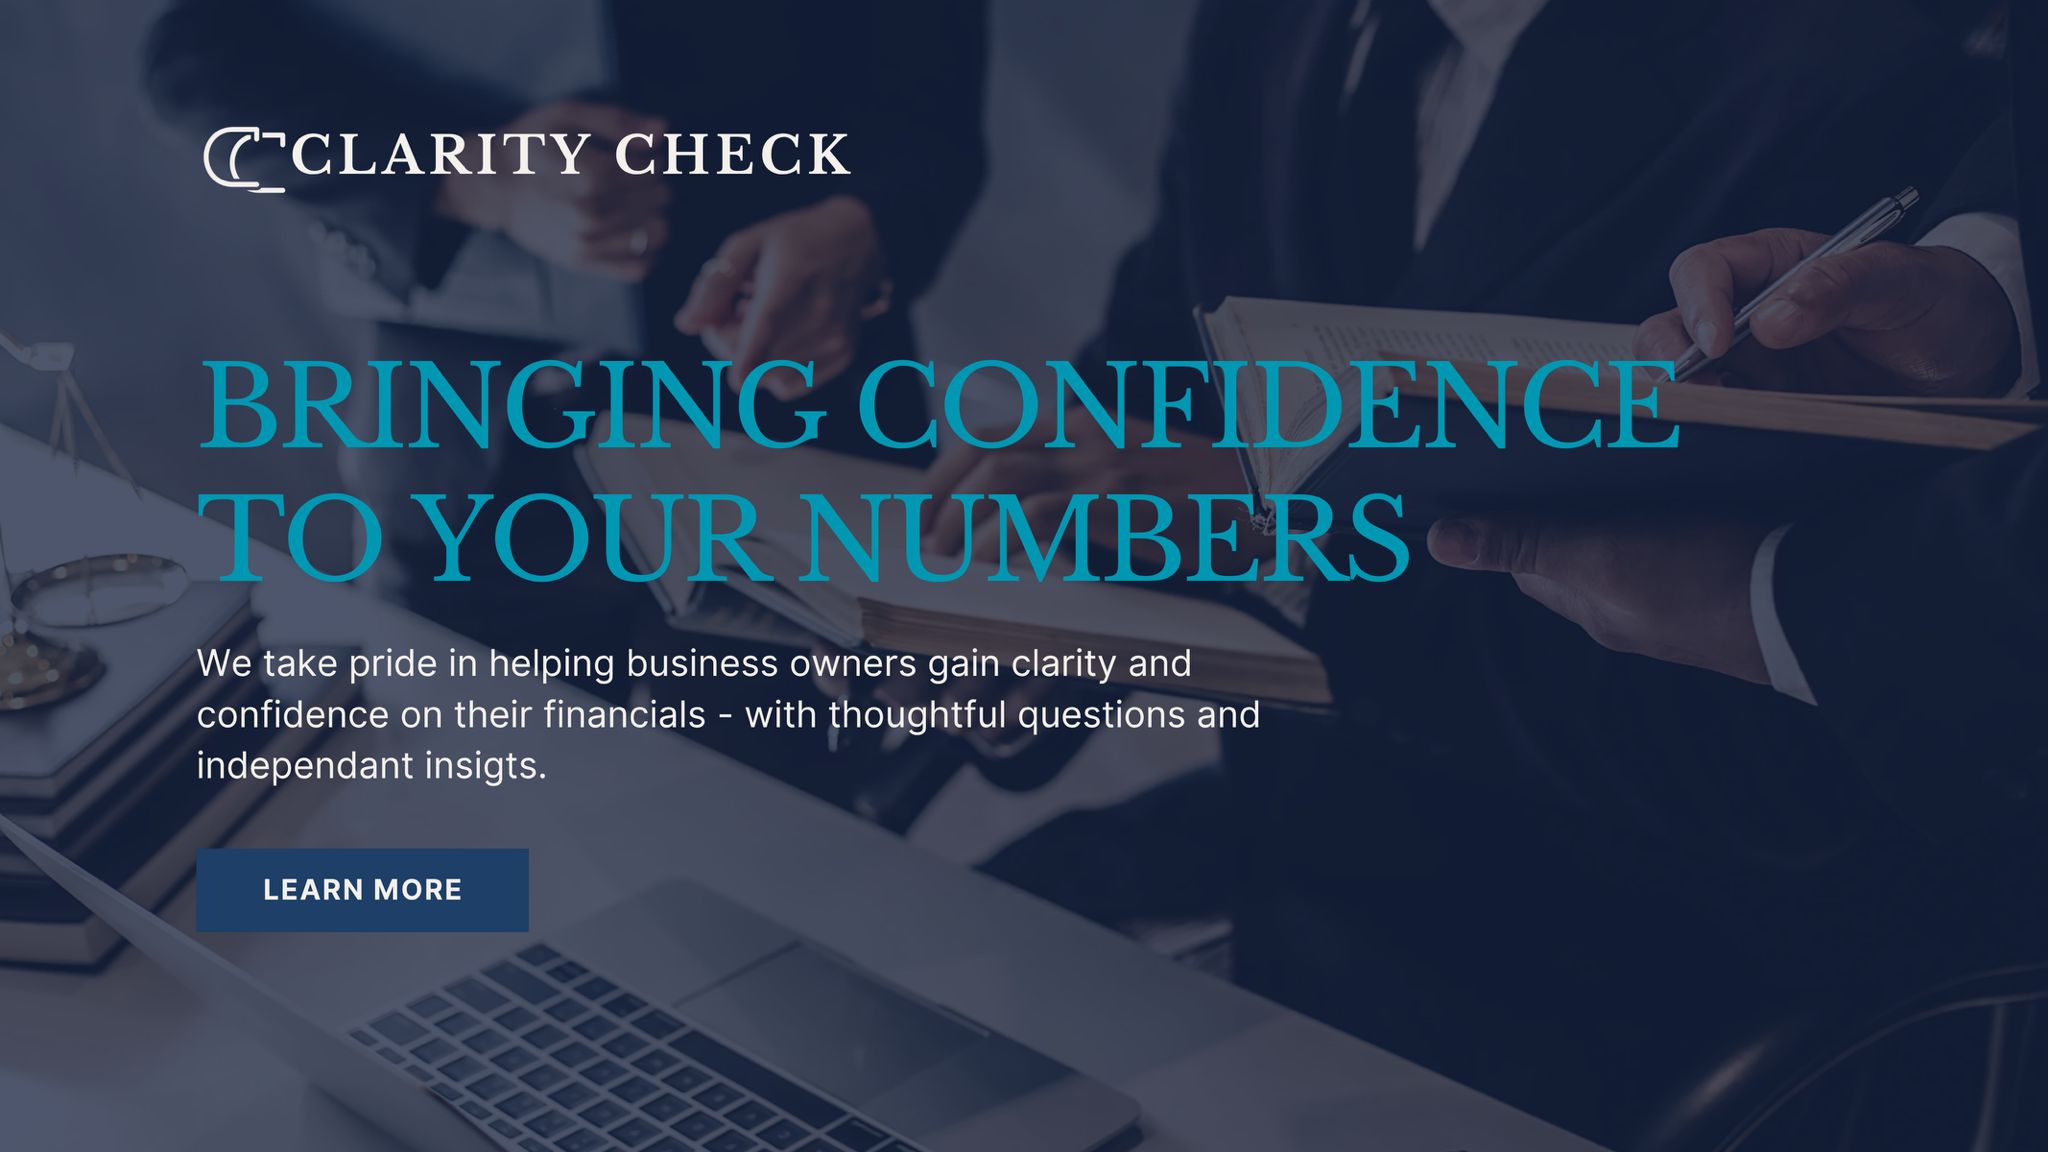 CLARITY CHECK
BRINGING CONFIDENCE
TO YOUR NUMBERS
We take pride in helping business owners gain clarity and
confidence on their financials - with thoughtful questions and
independant insigts.
LEARN MORE